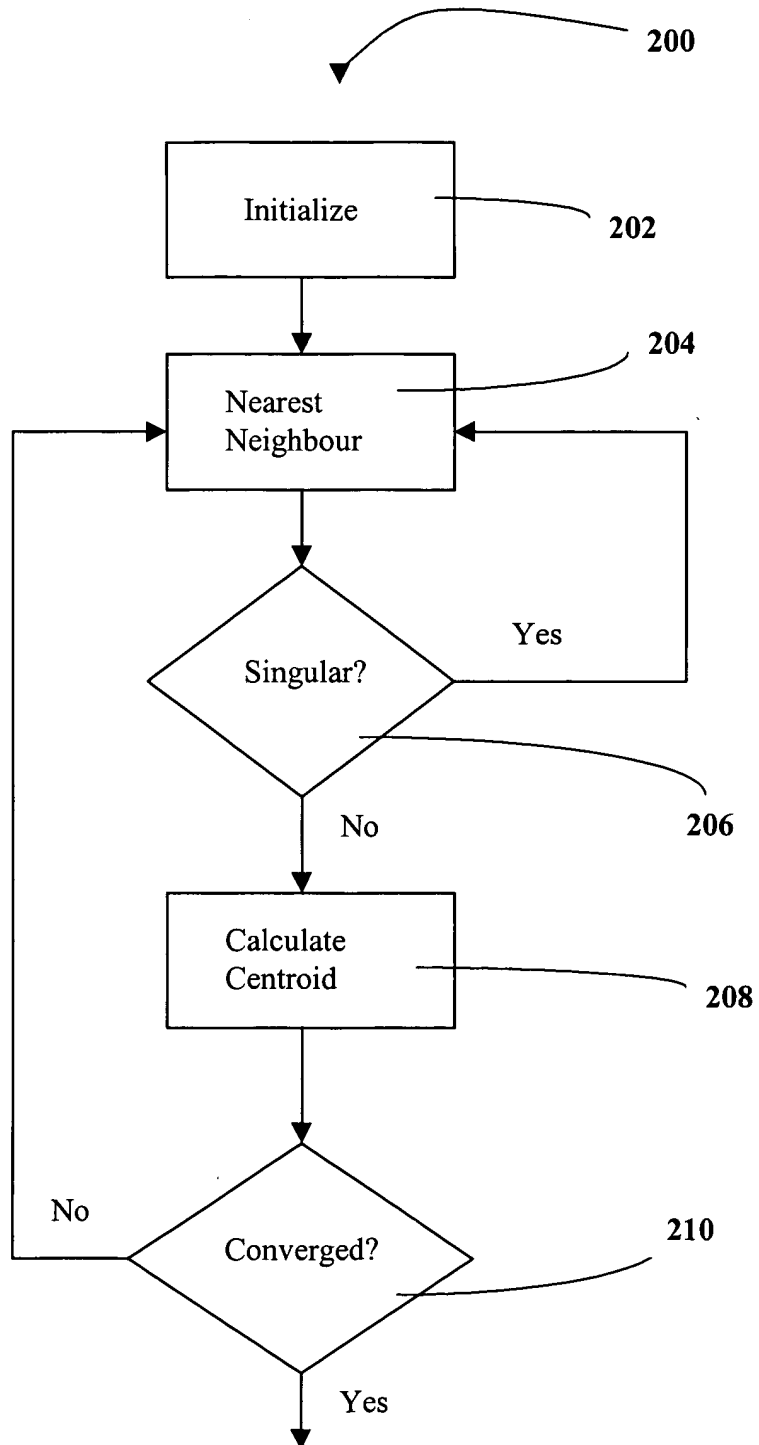 200
Initialize
202
204
Nearest
Neighbour
Yes
Singular?
206
No
Calculate
Centroid
208
No
210
Converged?
Yes